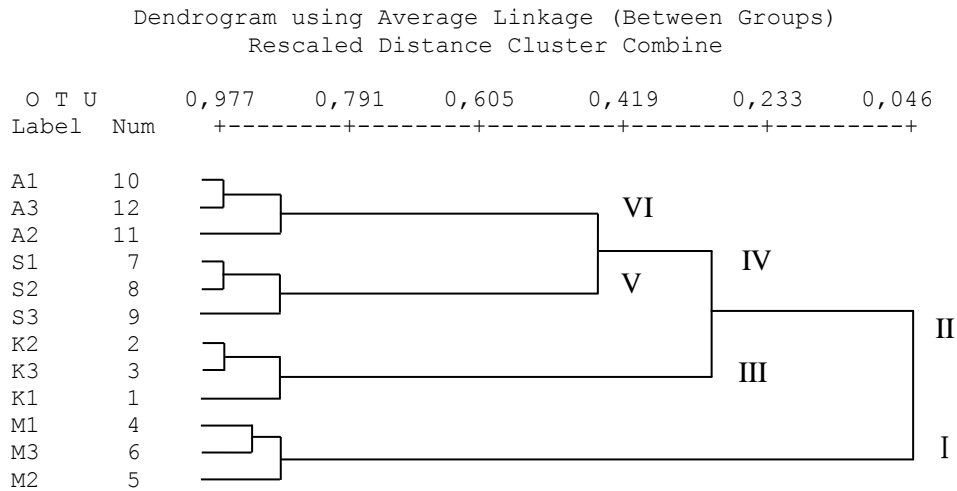 Dendrogram using Average Linkage (Between Groups)
Rescaled Distance Cluster Combine
O T U 0,977 0,791 0,605 0,419 0,233 0,046
Label Num +---------+---------+---------+---------+---------+
A1 10
A3 12
VI
A2 11
S1 7
IV
S2 8
V
S3 9
II
K2 2
K3 3
III
K1 1
M1 4
M3 6
I
M2 5